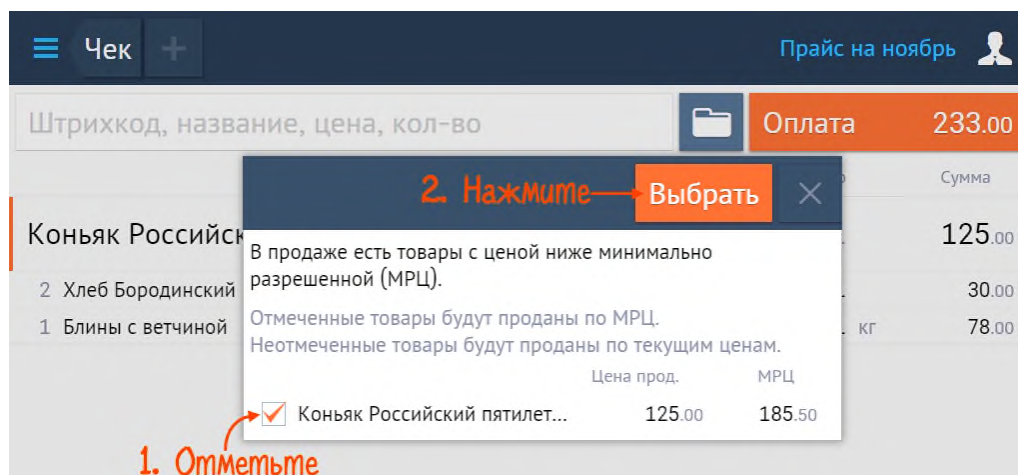 Чек +
Прайс на ноябрь
Штрихкод, название, цена, кол-во
Оплата 233.00
Сумма
2. Нажмите
Выбрать
Коньяк Российск
125.00
2 Хлеб Бородинский
30.00
1 Блины с ветчиной
кг 78.00
В продаже есть товары с ценой ниже минимально
разрешенной (МРЦ).
Отмеченные товары будут проданы по МРЦ.
Неотмеченные товары будут проданы по текущим ценам.
Цена прод. МРЦ
Коньяк Российский пятилет... 125.00 185.50
1. Отметьте